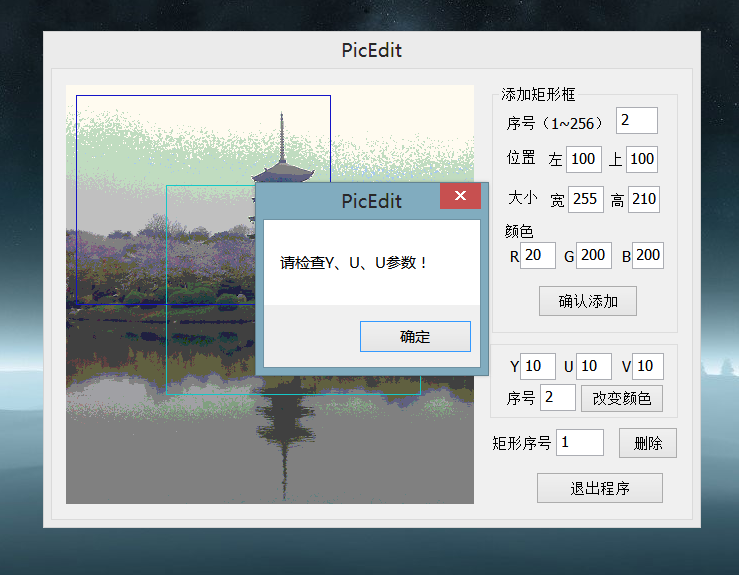 PicEdit
添加矩形框
序号（1~256） 2
位置 左 100 上 100
大小 宽 255 高 210
颜色
R 20 G 200 B 200
确认添加
PicEdit
请检查Y、U、U参数！
确定
Y 10 U 10 V 10
序号 2 改变颜色
矩形序号 1 删除
退出程序